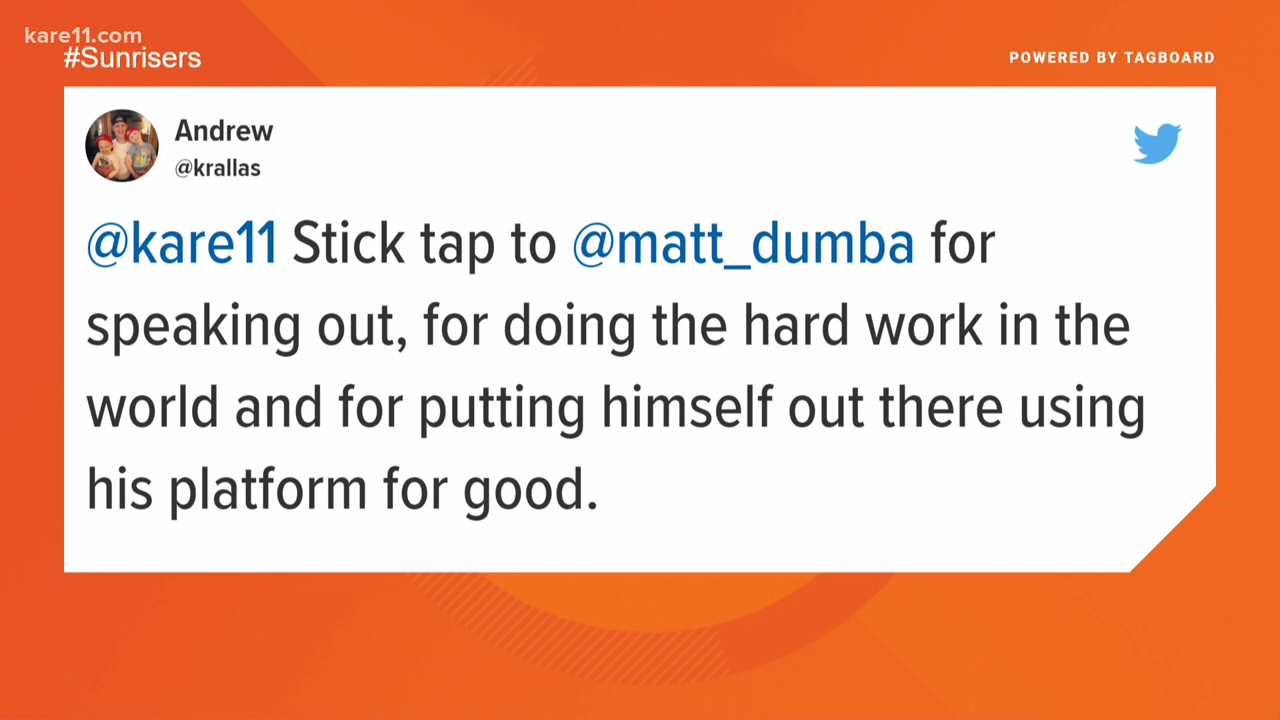 kare11.com
#Sunrisers
POWERED BY TAGBOARD
Andrew
@krallas
@kare11 Stick tap to @matt_dumba for
speaking out, for doing the hard work in the
world and for putting himself out there using
his platform for good.